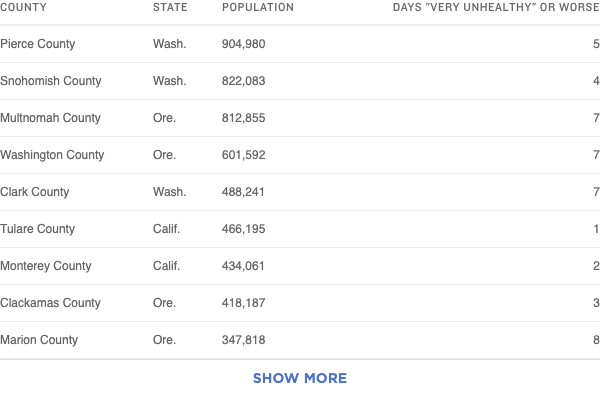 COUNTY STATE POPULATION DAYS “VERY UNHEALTHY” OR WORSE
Pierce County Wash. 904,980 5
Snohomish County Wash. 822,083 4
Multnomah County Ore. 812,855 7
Washington County Ore. 601,592 7
Clark County Wash. 488,241 7
Tulare County Calif. 466,195 1
Monterey County Calif. 434,061 2
Clackamas County Ore. 418,187 3
Marion County Ore. 347,818 8
SHOW MORE